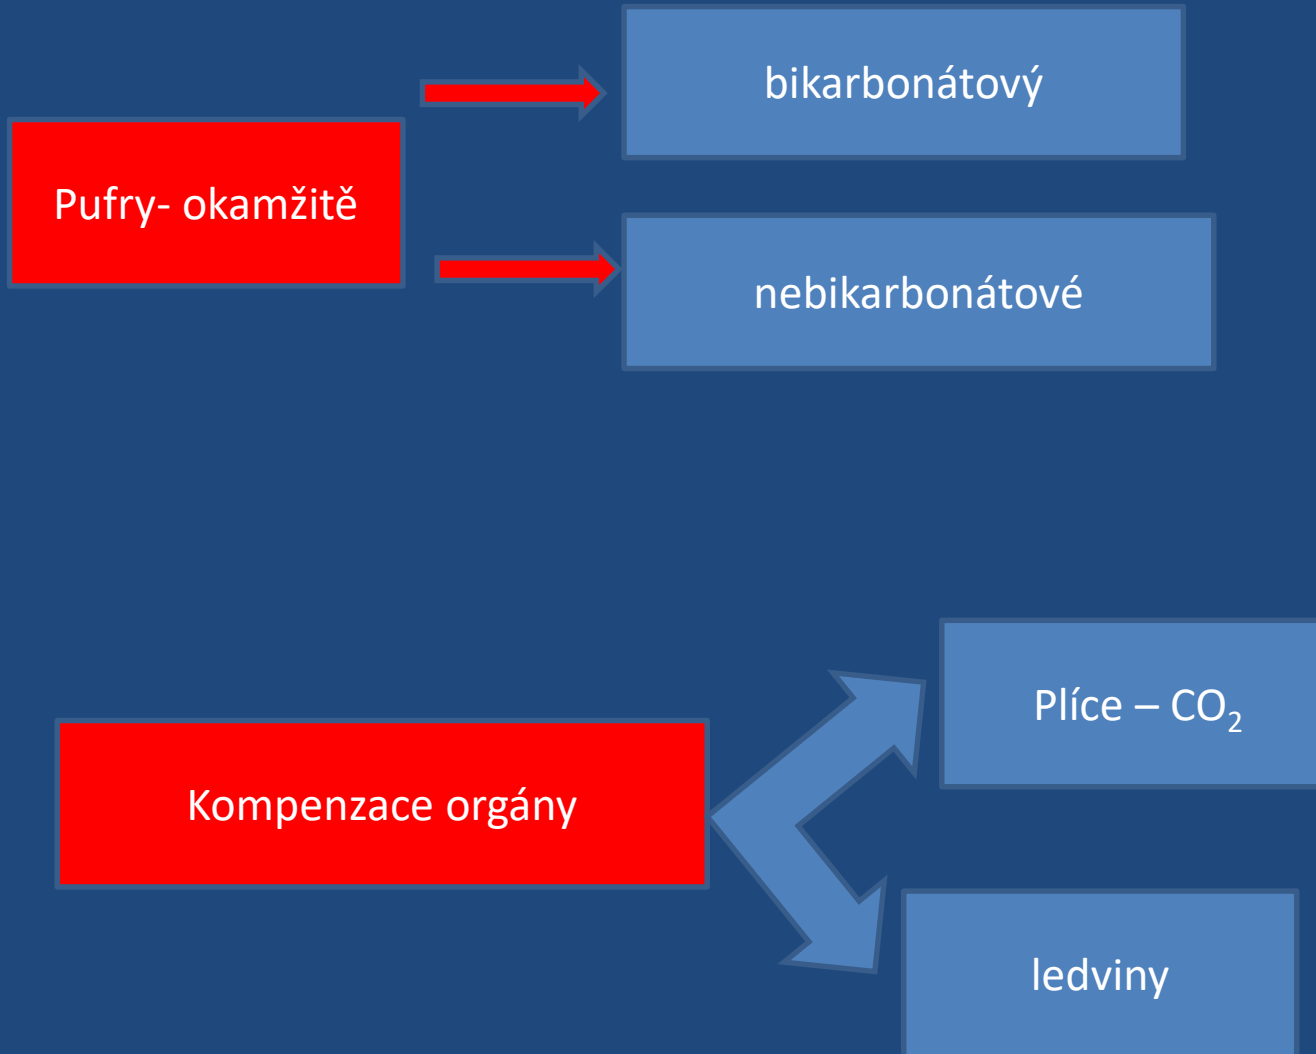 Pufry- okamžitě
bikarbonátový
nebikarbonátové
Kompenzace orgány
Plíce – CO₂
ledviny